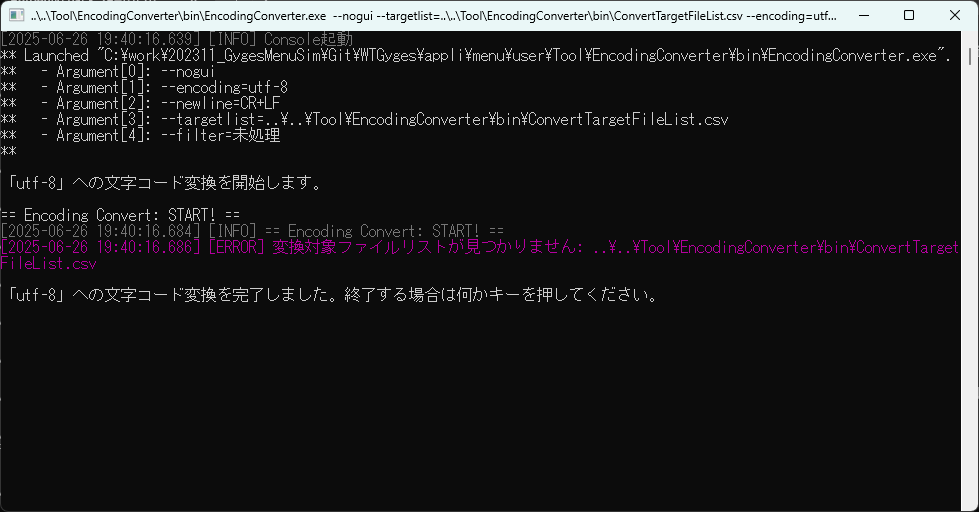 ..\..\Tool\EncodingConverter\bin\EncodingConverter.exe --nogui --targetlist=..\..\Tool\EncodingConverter\bin\ConvertTargetFileList.csv --encoding=utf...
[2025-06-26 19:40:16.639] [INFO] Console起動
** Launched "C:¥work¥202311_GygesMenuSim¥Git¥WTGyges¥appli¥menu¥user¥Tool¥EncodingConverter¥bin¥EncodingConverter.exe".
**   - Argument[0]: --nogui
**   - Argument[1]: --encoding=utf-8
**   - Argument[2]: --newline=CR+LF
**   - Argument[3]: --targetlist=..¥..¥Tool¥EncodingConverter¥bin¥ConvertTargetFileList.csv
**   - Argument[4]: --filter=未処理
**
「utf-8」への文字コード変換を開始します。
== Encoding Convert: START! ==
[2025-06-26 19:40:16.684] [INFO] == Encoding Convert: START! ==
[2025-06-26 19:40:16.686] [ERROR] 変換対象ファイルリストが見つかりません: ..¥..¥Tool¥EncodingConverter¥bin¥ConvertTarget
FileList.csv
「utf-8」への文字コード変換を完了しました。終了する場合は何かキーを押してください。